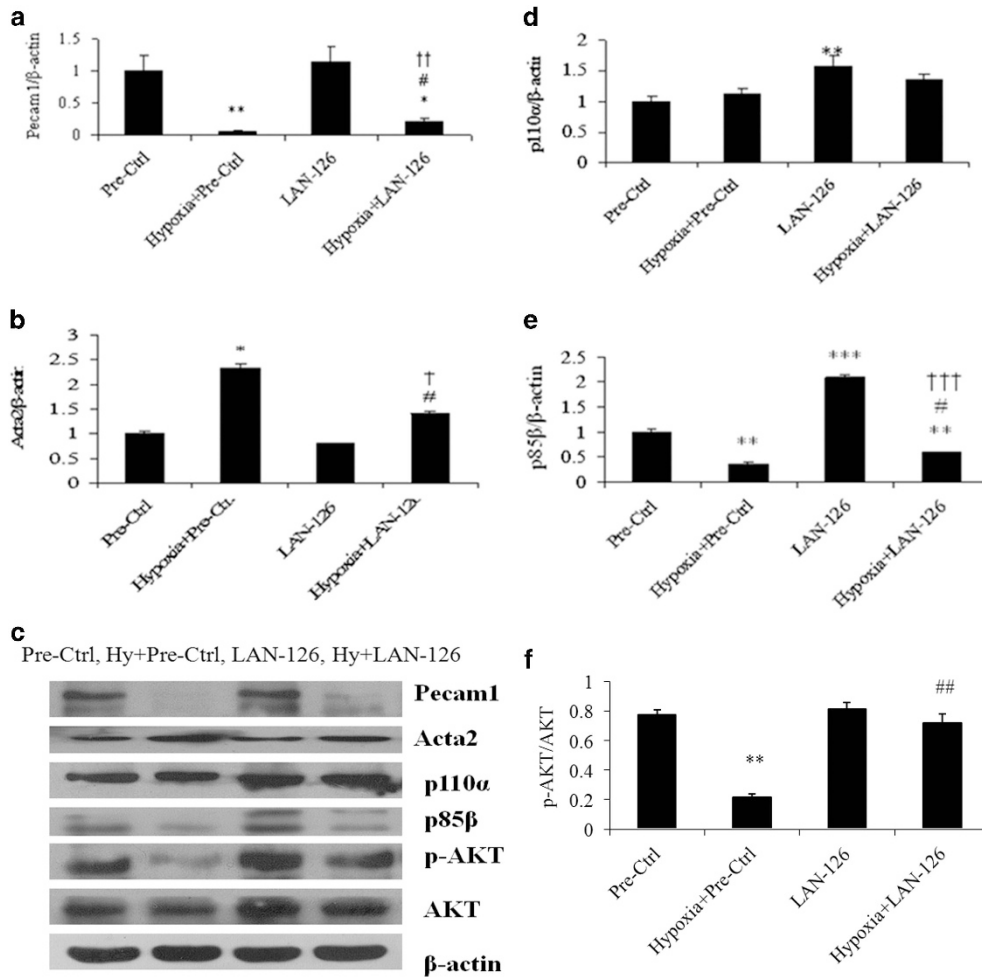 a
Pecam1/β-actin
1.5
1
0.5
0
**
††
#
*
Pre-Ctrl
Hypoxia+Pre-Ctrl
LAN-126
Hypoxia+LAN-126
b
Acta2/β-actin
3
2.5
2
1.5
1
0.5
0
*
†
#
Pre-Ctrl
Hypoxia+Pre-Ctrl
LAN-126
Hypoxia+LAN-126
c
Pre-Ctrl, Hy+Pre-Ctrl, LAN-126, Hy+LAN-126
Pecam1
Acta2
p110α
p85β
p-AKT
AKT
β-actin
d
p110α/β-actin
2
1.5
1
0.5
0
**
Pre-Ctrl
Hypoxia+Pre-Ctrl
LAN-126
Hypoxia+LAN-126
e
p85β/β-actin
2.5
2
1.5
1
0.5
0
**
***
†††
#
**
Pre-Ctrl
Hypoxia+Pre-Ctrl
LAN-126
Hypoxia+LAN-126
f
p-AKT/AKT
1
0.8
0.6
0.4
0.2
0
**
##
Pre-Ctrl
Hypoxia+Pre-Ctrl
LAN-126
Hypoxia+LAN-126